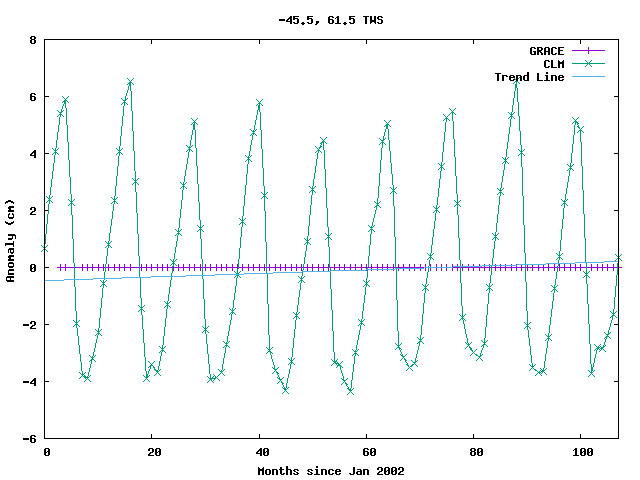 -45.5, 61.5 TWS
GRACE
CLM
Trend Line
8
6
4
2
0
-2
-4
-6
Anomaly (cm)
0 20 40 60 80 100
Months since Jan 2002